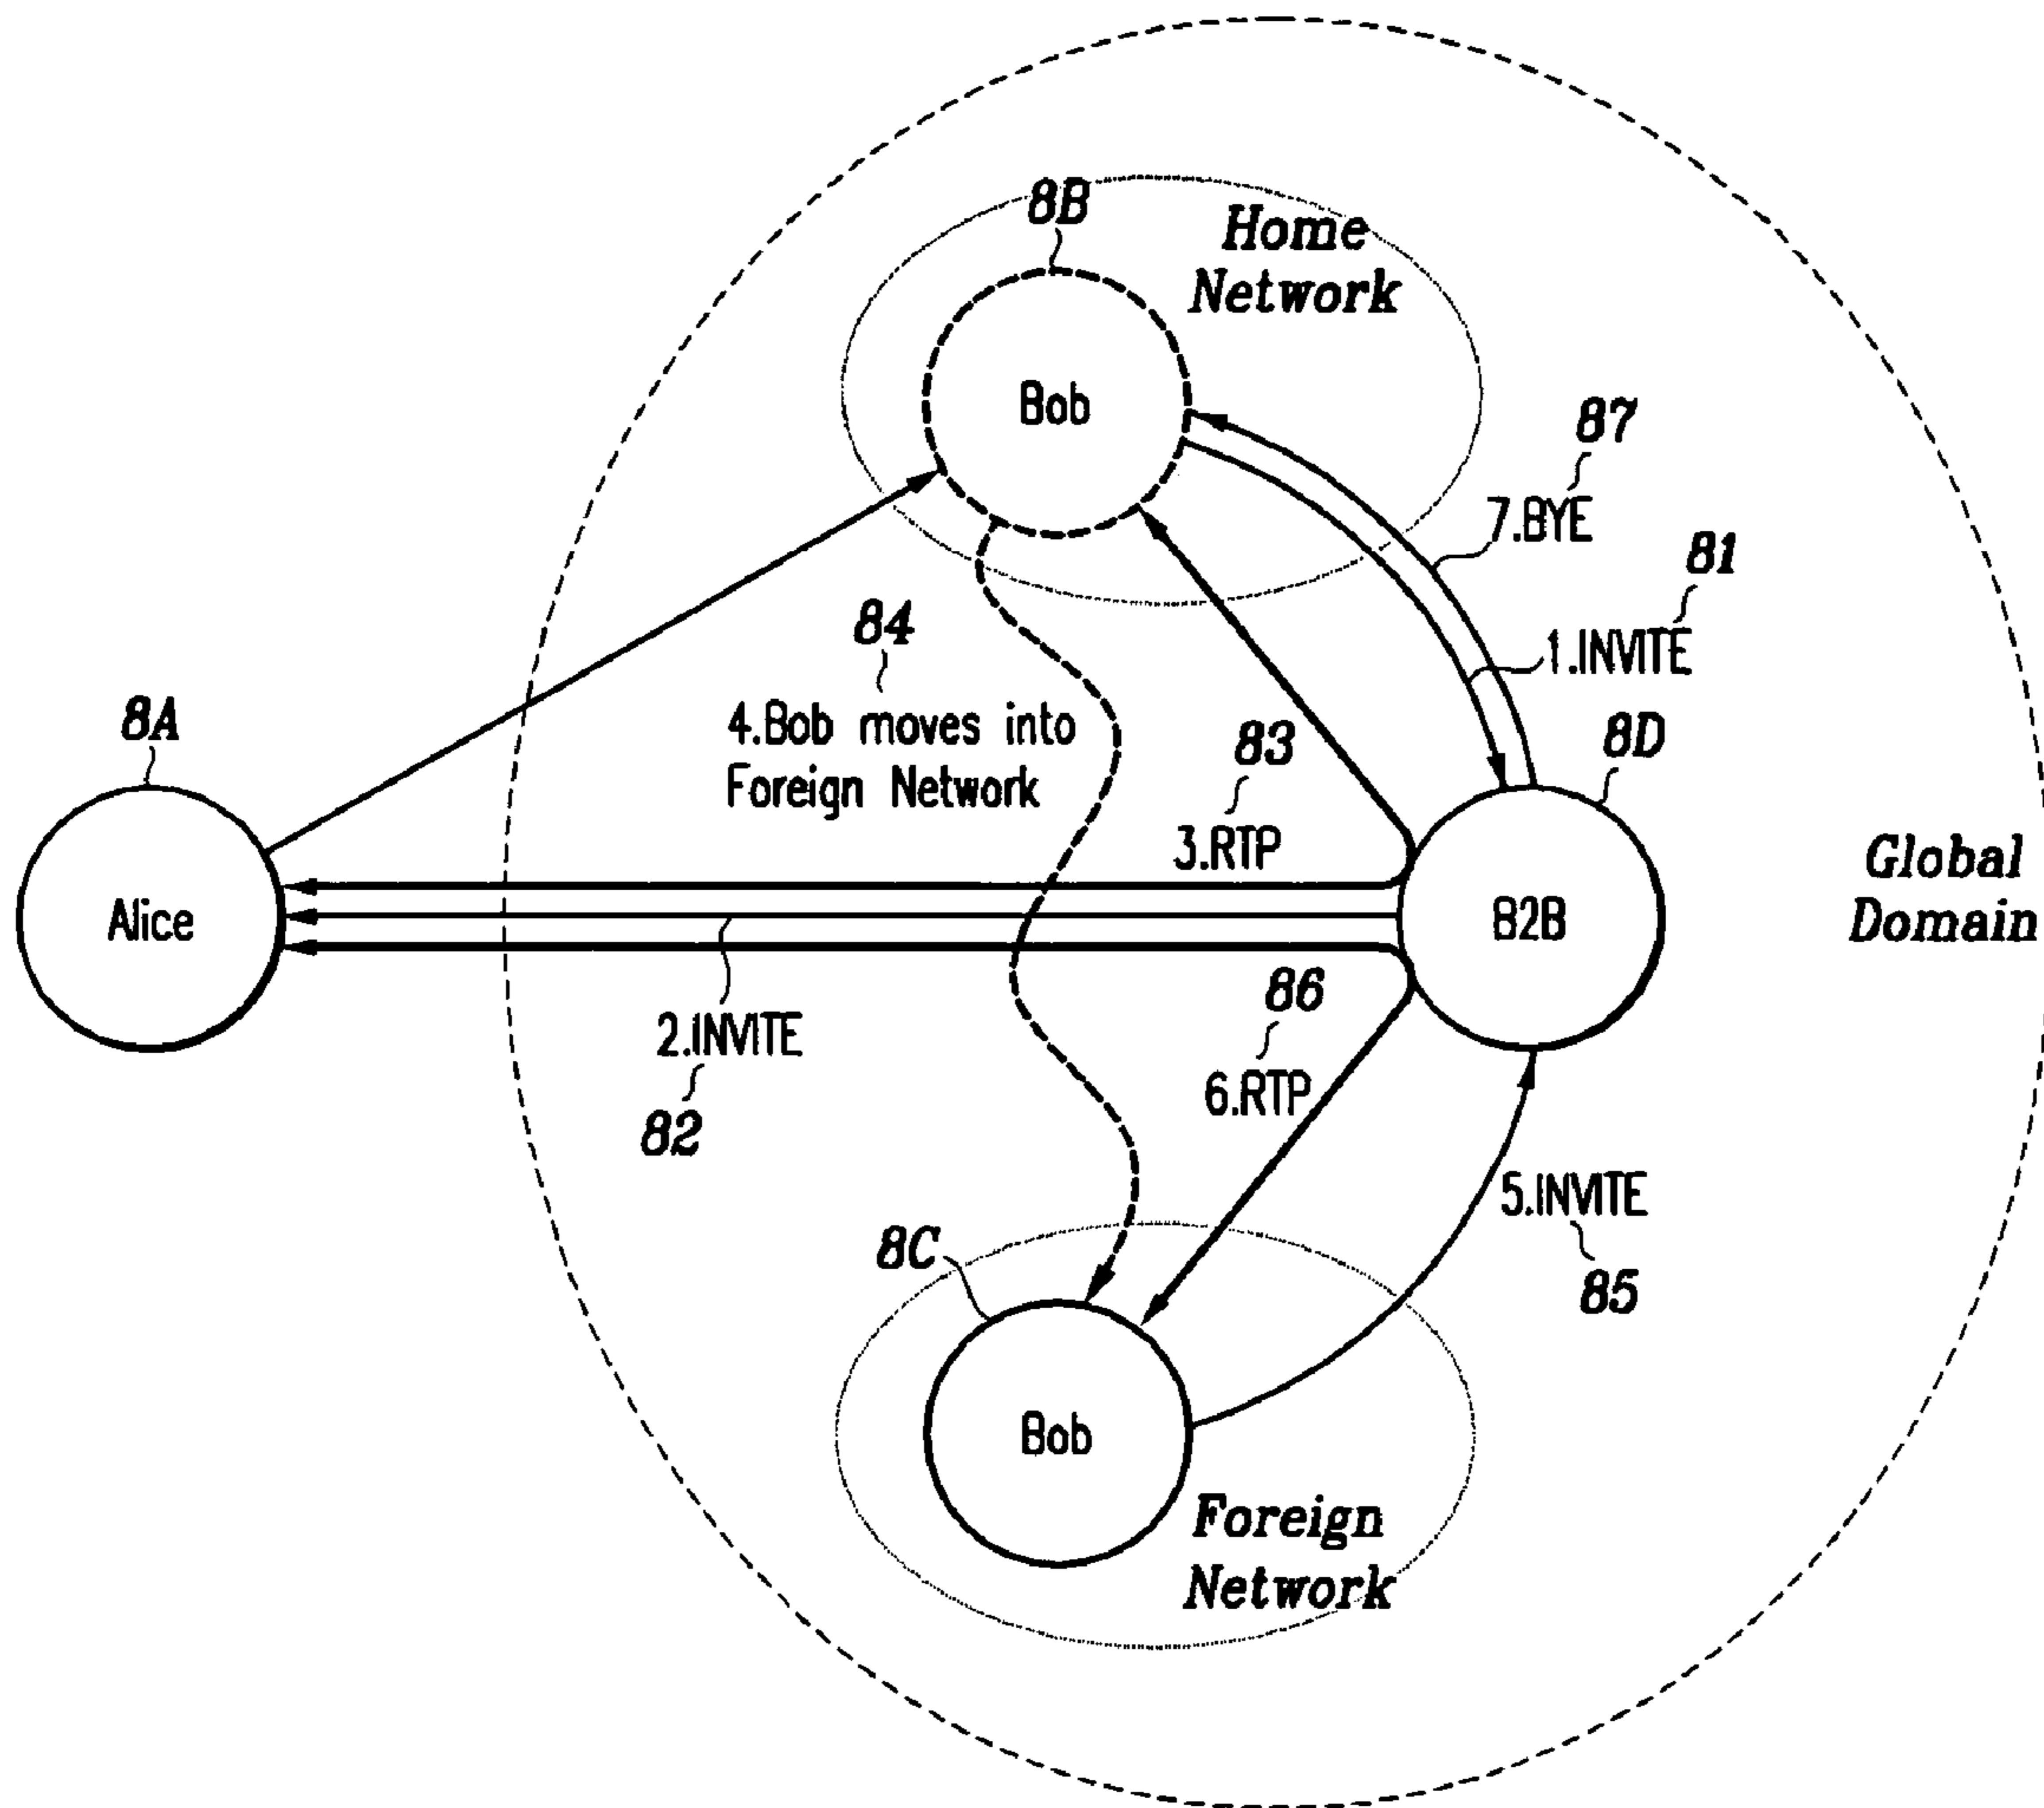 8B
Home
Network
Bob
87
7.BYE
81
1.INVITE
84
4.Bob moves into
Foreign Network
83
3.RTP
8D
8A
Alice
B2B
Global
Domain
2.INVITE
82
86
6.RTP
5.INVITE
85
8C
Bob
Foreign
Network